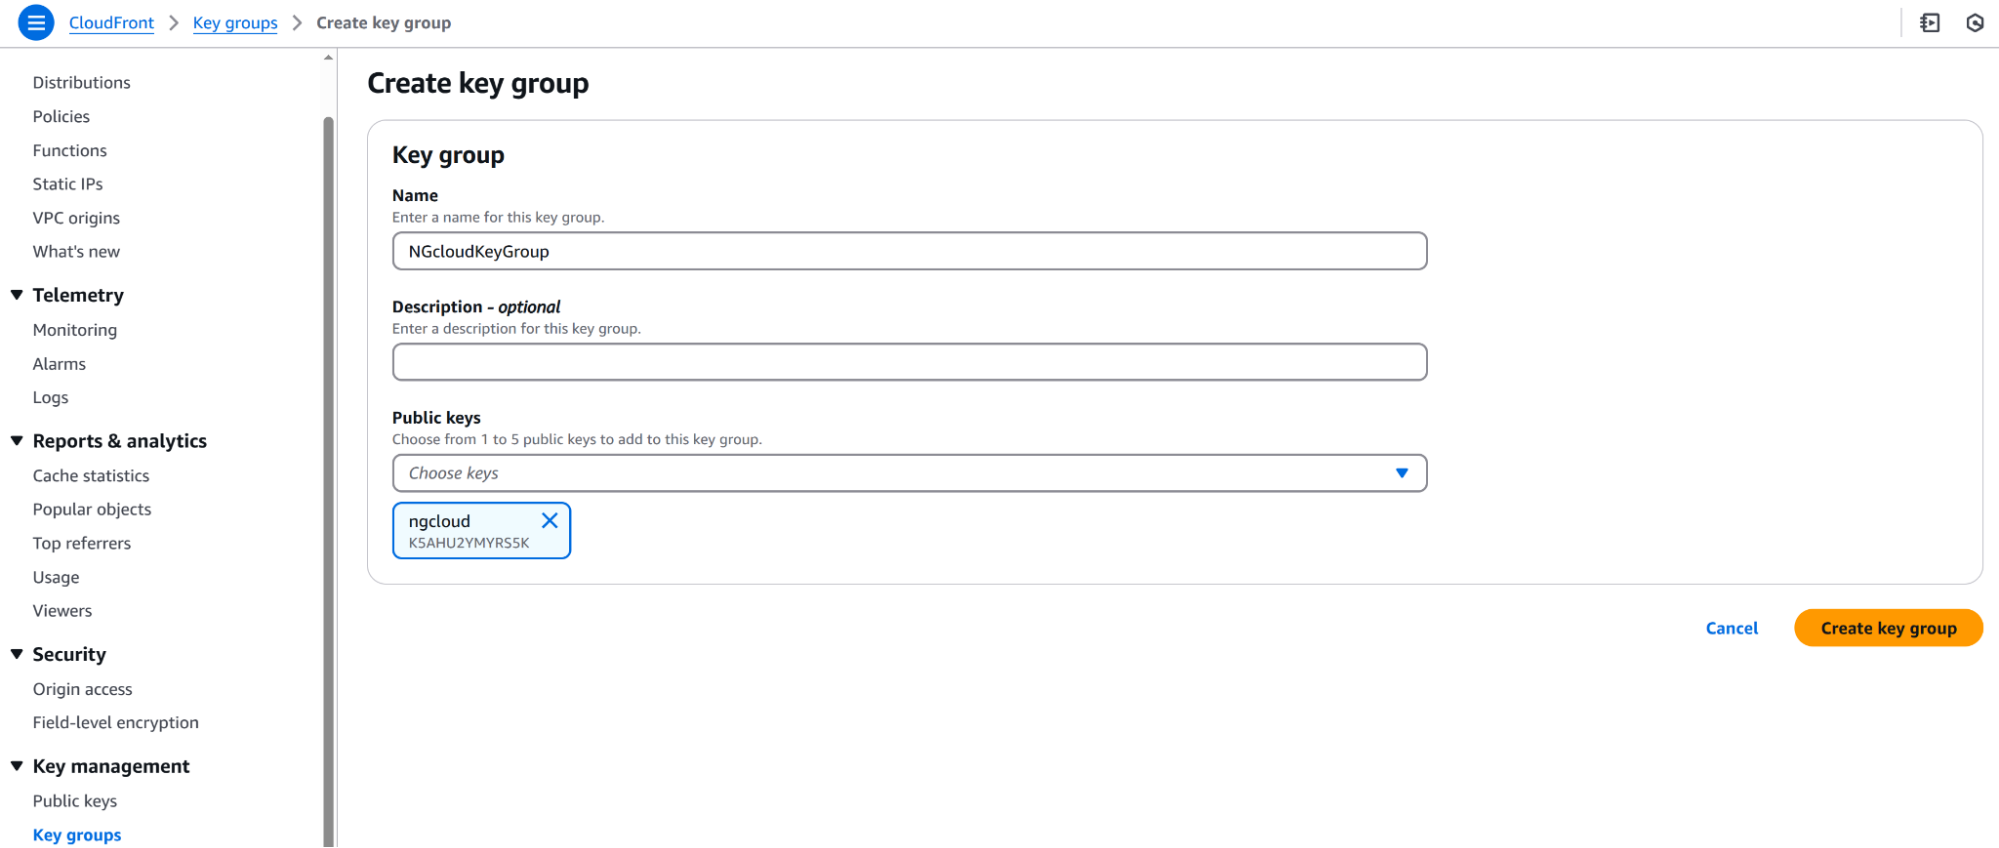 CloudFront > Key groups > Create key group
Distributions
Policies
Functions
Static IPs
VPC origins
What's new
Telemetry
Monitoring
Alarms
Logs
Reports & analytics
Cache statistics
Popular objects
Top referrers
Usage
Viewers
Security
Origin access
Field-level encryption
Key management
Public keys
Key groups
Create key group
Key group
Name
Enter a name for this key group.
NGcloudKeyGroup
Description - optional
Enter a description for this key group.
Public keys
Choose from 1 to 5 public keys to add to this key group.
Choose keys
ngcloud
K5AHU2YMYRS5K
Cancel
Create key group